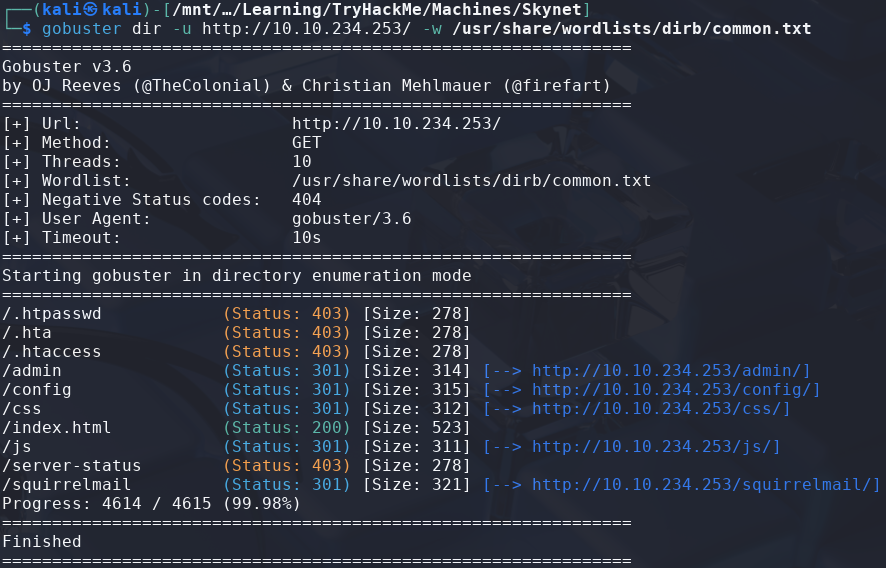 ┌──(kali㉿kali)-[/mnt/…/Learning/TryHackMe/Machines/Skynet]
└─$ gobuster dir -u http://10.10.234.253/ -w /usr/share/wordlists/dirb/common.txt
===============================================================
Gobuster v3.6
by OJ Reeves (@TheColonial) & Christian Mehlmauer (@firefart)
===============================================================
[+] Url:                     http://10.10.234.253/
[+] Method:                  GET
[+] Threads:                 10
[+] Wordlist:                /usr/share/wordlists/dirb/common.txt
[+] Negative Status codes:   404
[+] User Agent:              gobuster/3.6
[+] Timeout:                 10s
===============================================================
Starting gobuster in directory enumeration mode
===============================================================
/.htpasswd            (Status: 403) [Size: 278]
/.hta                 (Status: 403) [Size: 278]
/.htaccess            (Status: 403) [Size: 278]
/admin                (Status: 301) [Size: 314] [--> http://10.10.234.253/admin/]
/config               (Status: 301) [Size: 315] [--> http://10.10.234.253/config/]
/css                  (Status: 301) [Size: 312] [--> http://10.10.234.253/css/]
/index.html           (Status: 200) [Size: 523]
/js                   (Status: 301) [Size: 311] [--> http://10.10.234.253/js/]
/server-status        (Status: 403) [Size: 278]
/squirrelmail         (Status: 301) [Size: 321] [--> http://10.10.234.253/squirrelmail/]
Progress: 4614 / 4615 (99.98%)
===============================================================
Finished
===============================================================